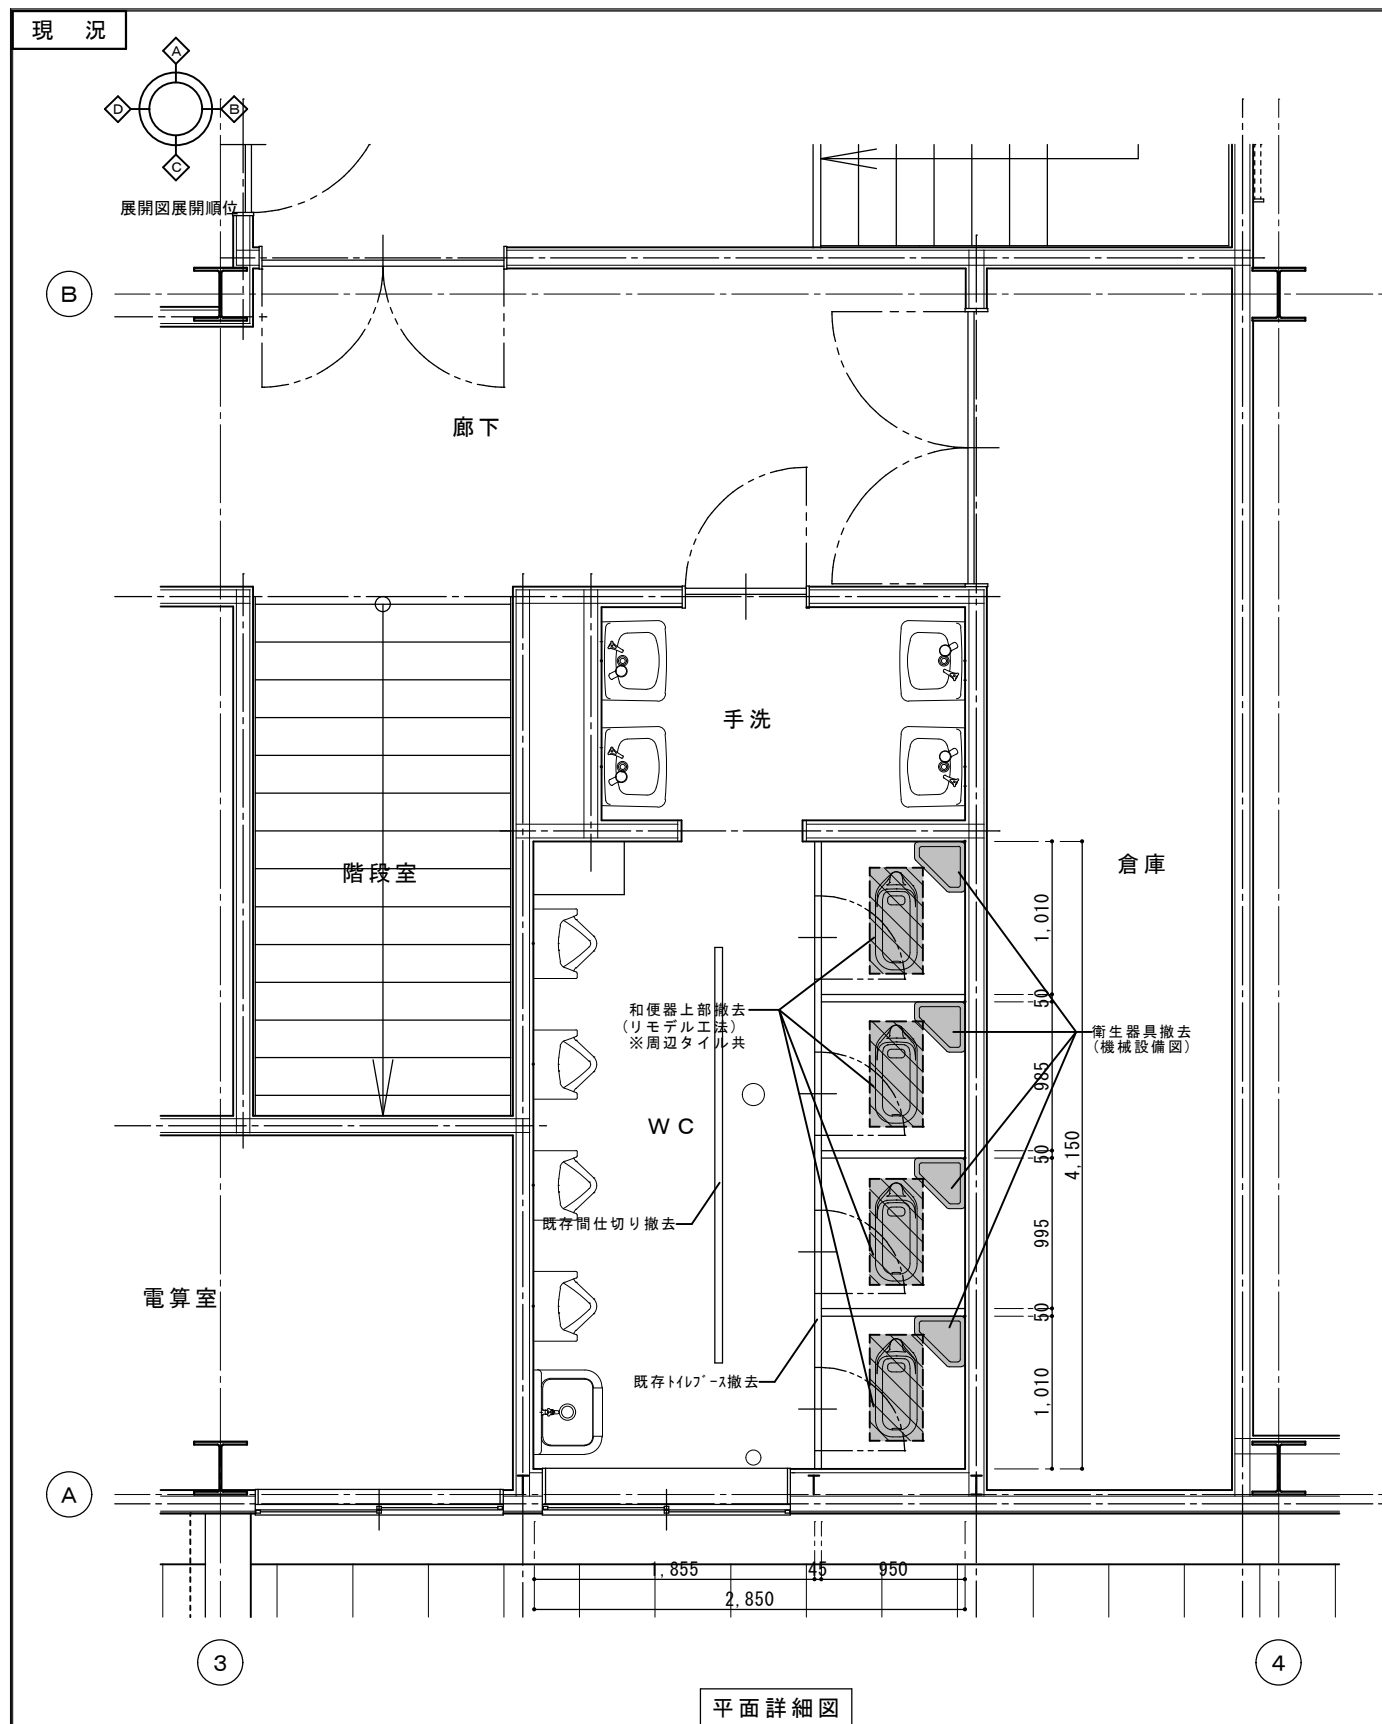 現　況
A
D
B
C
展開図展開順位
B
廊下
手洗
階段室
倉庫
1,010
50
和便器上部撤去
(リモデル工法)
※周辺タイル共
衛生器具撤去
(機械設備図)
985
WC
50
4,150
既存間仕切り撤去
995
電算室
50
既存ﾄｲﾚﾌﾞｰｽ撤去
1,010
A
1,855
45
950
2,850
3
4
平面詳細図